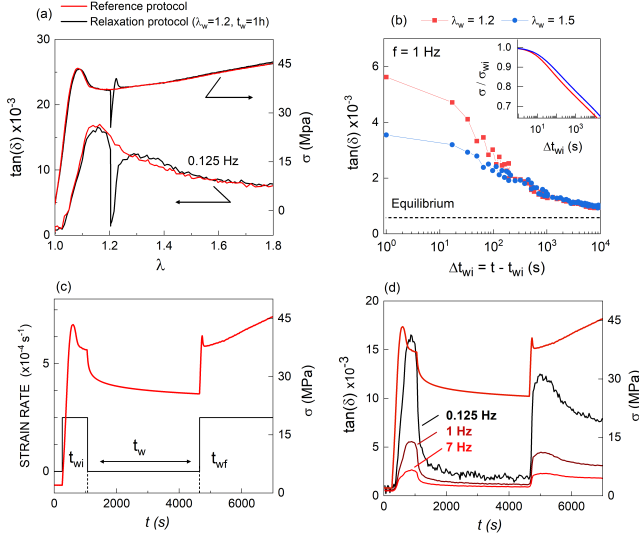 (a)
Reference protocol
Relaxation protocol (λw=1.2, tw=1h)
tan(δ) x10⁻³
30
25
20
15
10
5
0
1.0 1.2 1.4 1.6 1.8
λ
45
30
15
0
σ (Mpa)
0.125 Hz
(b)
λw = 1.2
λw = 1.5
f = 1 Hz
tan(δ) x10⁻³
8
6
4
2
0
10⁰ 10¹ 10² 10³ 10⁴
Δtwi = t - twi (s)
Equilibrium
σ / σwi
1.0
0.9
0.8
0.7
10¹ 10³
Δtwi (s)
(c)
STRAIN RATE (x10⁻⁴ s⁻¹)
6
3
0
0 2000 4000 6000
t (s)
45
30
15
0
σ (MPa)
twi
tw
twf
(d)
tan(δ) x10⁻³
20
15
10
5
0
0 2000 4000 6000
t (s)
45
30
15
0
σ (MPa)
0.125 Hz
1 Hz
7 Hz